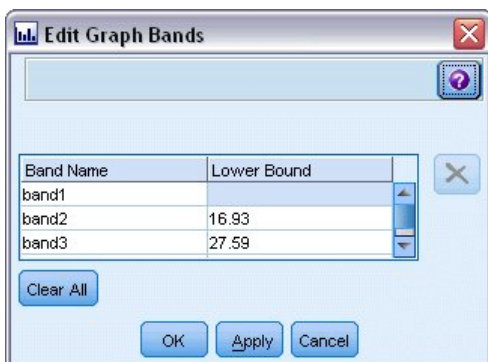 Edit Graph Bands
?
Band Name Lower Bound
band1
band2 16.93
band3 27.59
Clear All
OK Apply Cancel